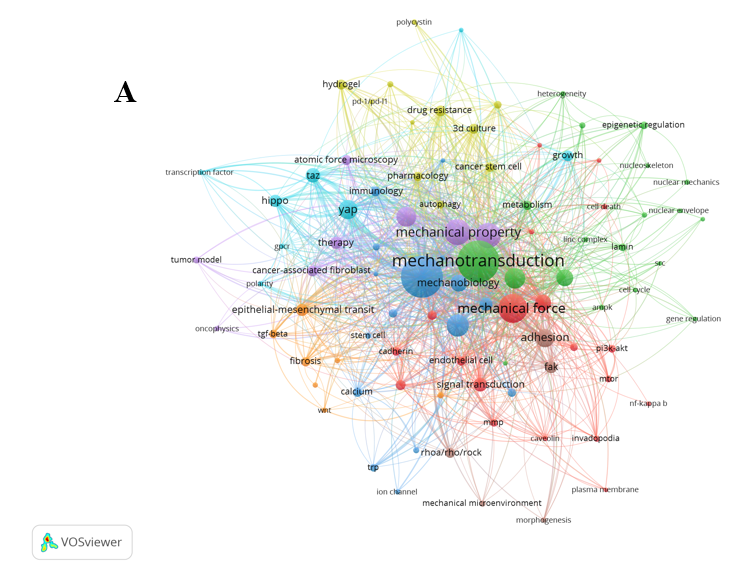 polycystin
A
hydrogel
heterogeneity
pd-1/pd-l1
drug resistance
epigenetic regulation
3d culture
growth
atomic force microscopy
cancer stem cell
nucleoskeleton
transcription factor
taz
pharmacology
nuclear mechanics
immunology
hippo
yap
autophagy
metabolism
cell death
nuclear envelope
mechanical property
therapy
linc complex
gpcr
lamin
tumor model
mechanotransduction
src
cancer-associated fibroblast
polarity
mechanobiology
cell cycle
epithelial-mesenchymal transit
mechanical force
ampk
gene regulation
oncophysics
tgf-beta
stem cell
adhesion
cadherin
pi3k-akt
fibrosis
endothelial cell
fak
mtor
calcium
signal transduction
nf-kappa b
wnt
mmp
caveolin
invadopodia
rhoa/rho/rock
trp
ion channel
plasma membrane
mechanical microenvironment
morphogenesis
VOSviewer